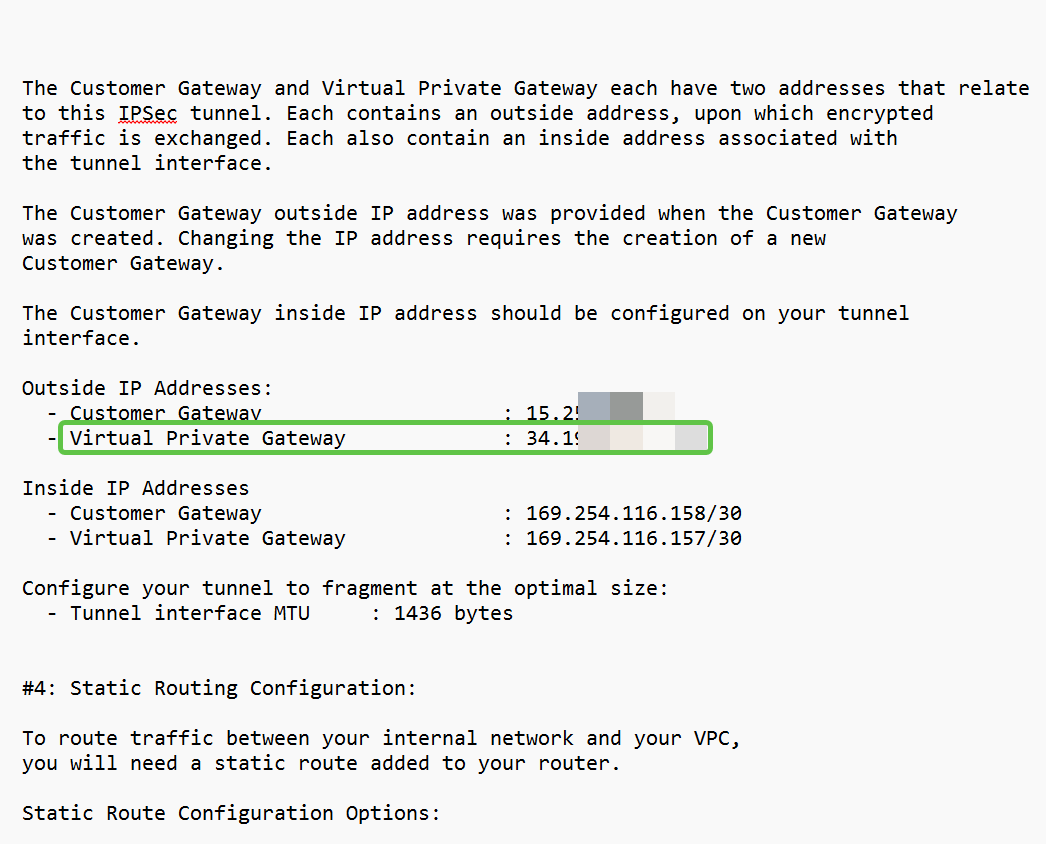 The Customer Gateway and Virtual Private Gateway each have two addresses that relate
to this IPSec tunnel. Each contains an outside address, upon which encrypted
traffic is exchanged. Each also contain an inside address associated with
the tunnel interface.
The Customer Gateway outside IP address was provided when the Customer Gateway
was created. Changing the IP address requires the creation of a new
Customer Gateway.
The Customer Gateway inside IP address should be configured on your tunnel
interface.
Outside IP Addresses:
- Customer Gateway : 15.2
- Virtual Private Gateway : 34.1
Inside IP Addresses
- Customer Gateway : 169.254.116.158/30
- Virtual Private Gateway : 169.254.116.157/30
Configure your tunnel to fragment at the optimal size:
- Tunnel interface MTU : 1436 bytes
#4: Static Routing Configuration:
To route traffic between your internal network and your VPC,
you will need a static route added to your router.
Static Route Configuration Options: